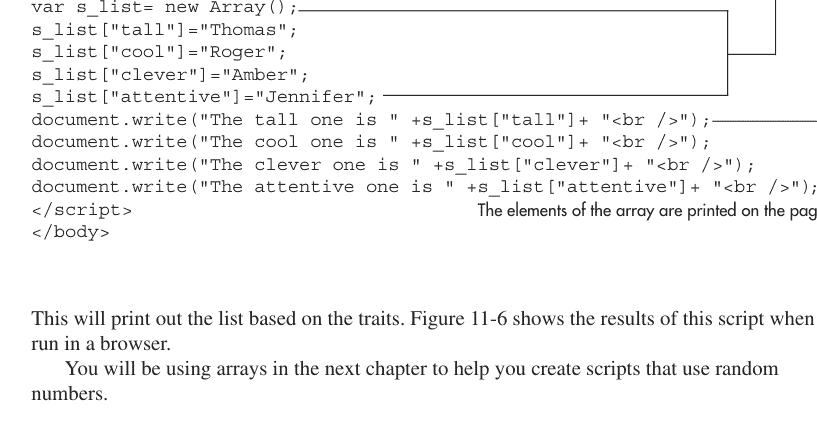 var s_list= new Array();
s_list["tall"]="Thomas";
s_list["cool"]="Roger";
s_list["clever"]="Amber";
s_list["attentive"]="Jennifer";
document.write("The tall one is " +s_list["tall"]+ "<br />");
document.write("The cool one is " +s_list["cool"]+ "<br />");
document.write("The clever one is " +s_list["clever"]+ "<br />");
document.write("The attentive one is " +s_list["attentive"]+ "<br />");
</script> The elements of the array are printed on the pag
</body>
This will print out the list based on the traits. Figure 11-6 shows the results of this script when
run in a browser.
You will be using arrays in the next chapter to help you create scripts that use random
numbers.